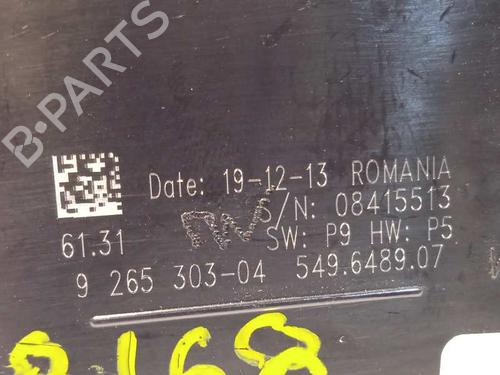 B-PARTS
Date: 19-12-13 ROMANIA
S/N: 08415513
SW: P9 HW: P5
61.31
9 265 303-04 549.6489.07